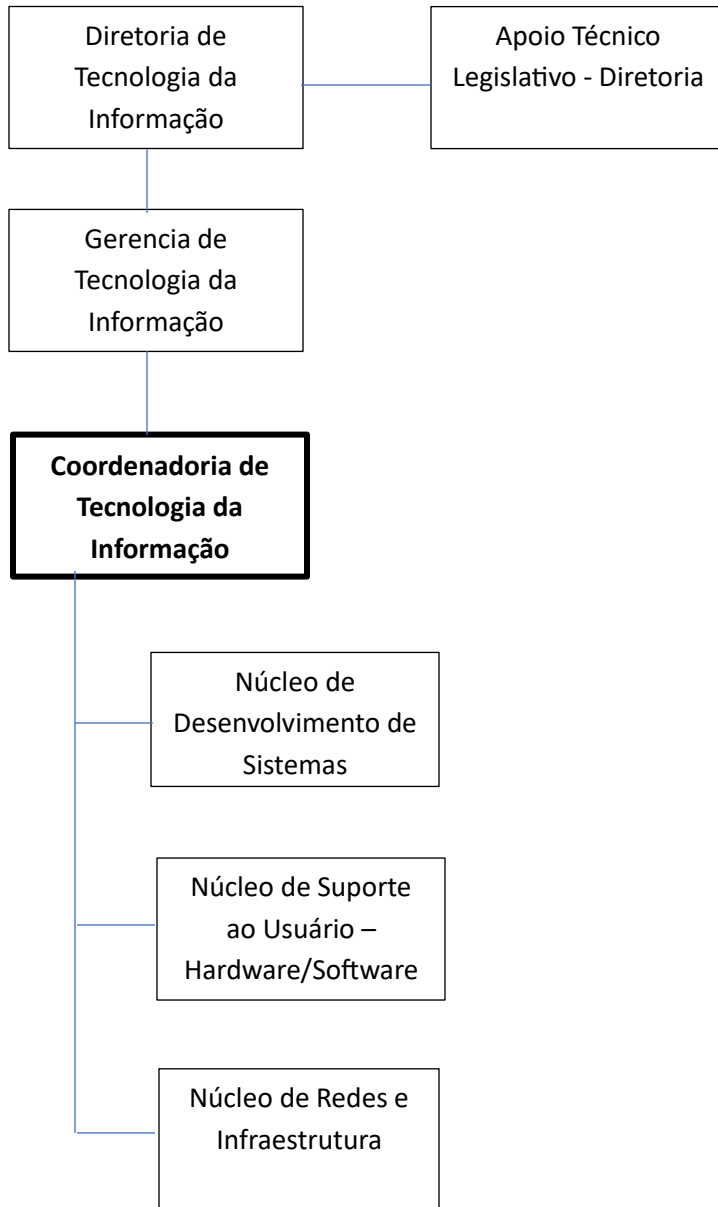 Diretoria de
Tecnologia da
Informação
Apoio Técnico
Legislativo - Diretoria
Gerencia de
Tecnologia da
Informação
Coordenadoria de
Tecnologia da
Informação
Núcleo de
Desenvolvimento de
Sistemas
Núcleo de Suporte
ao Usuário –
Hardware/Software
Núcleo de Redes e
Infraestrutura